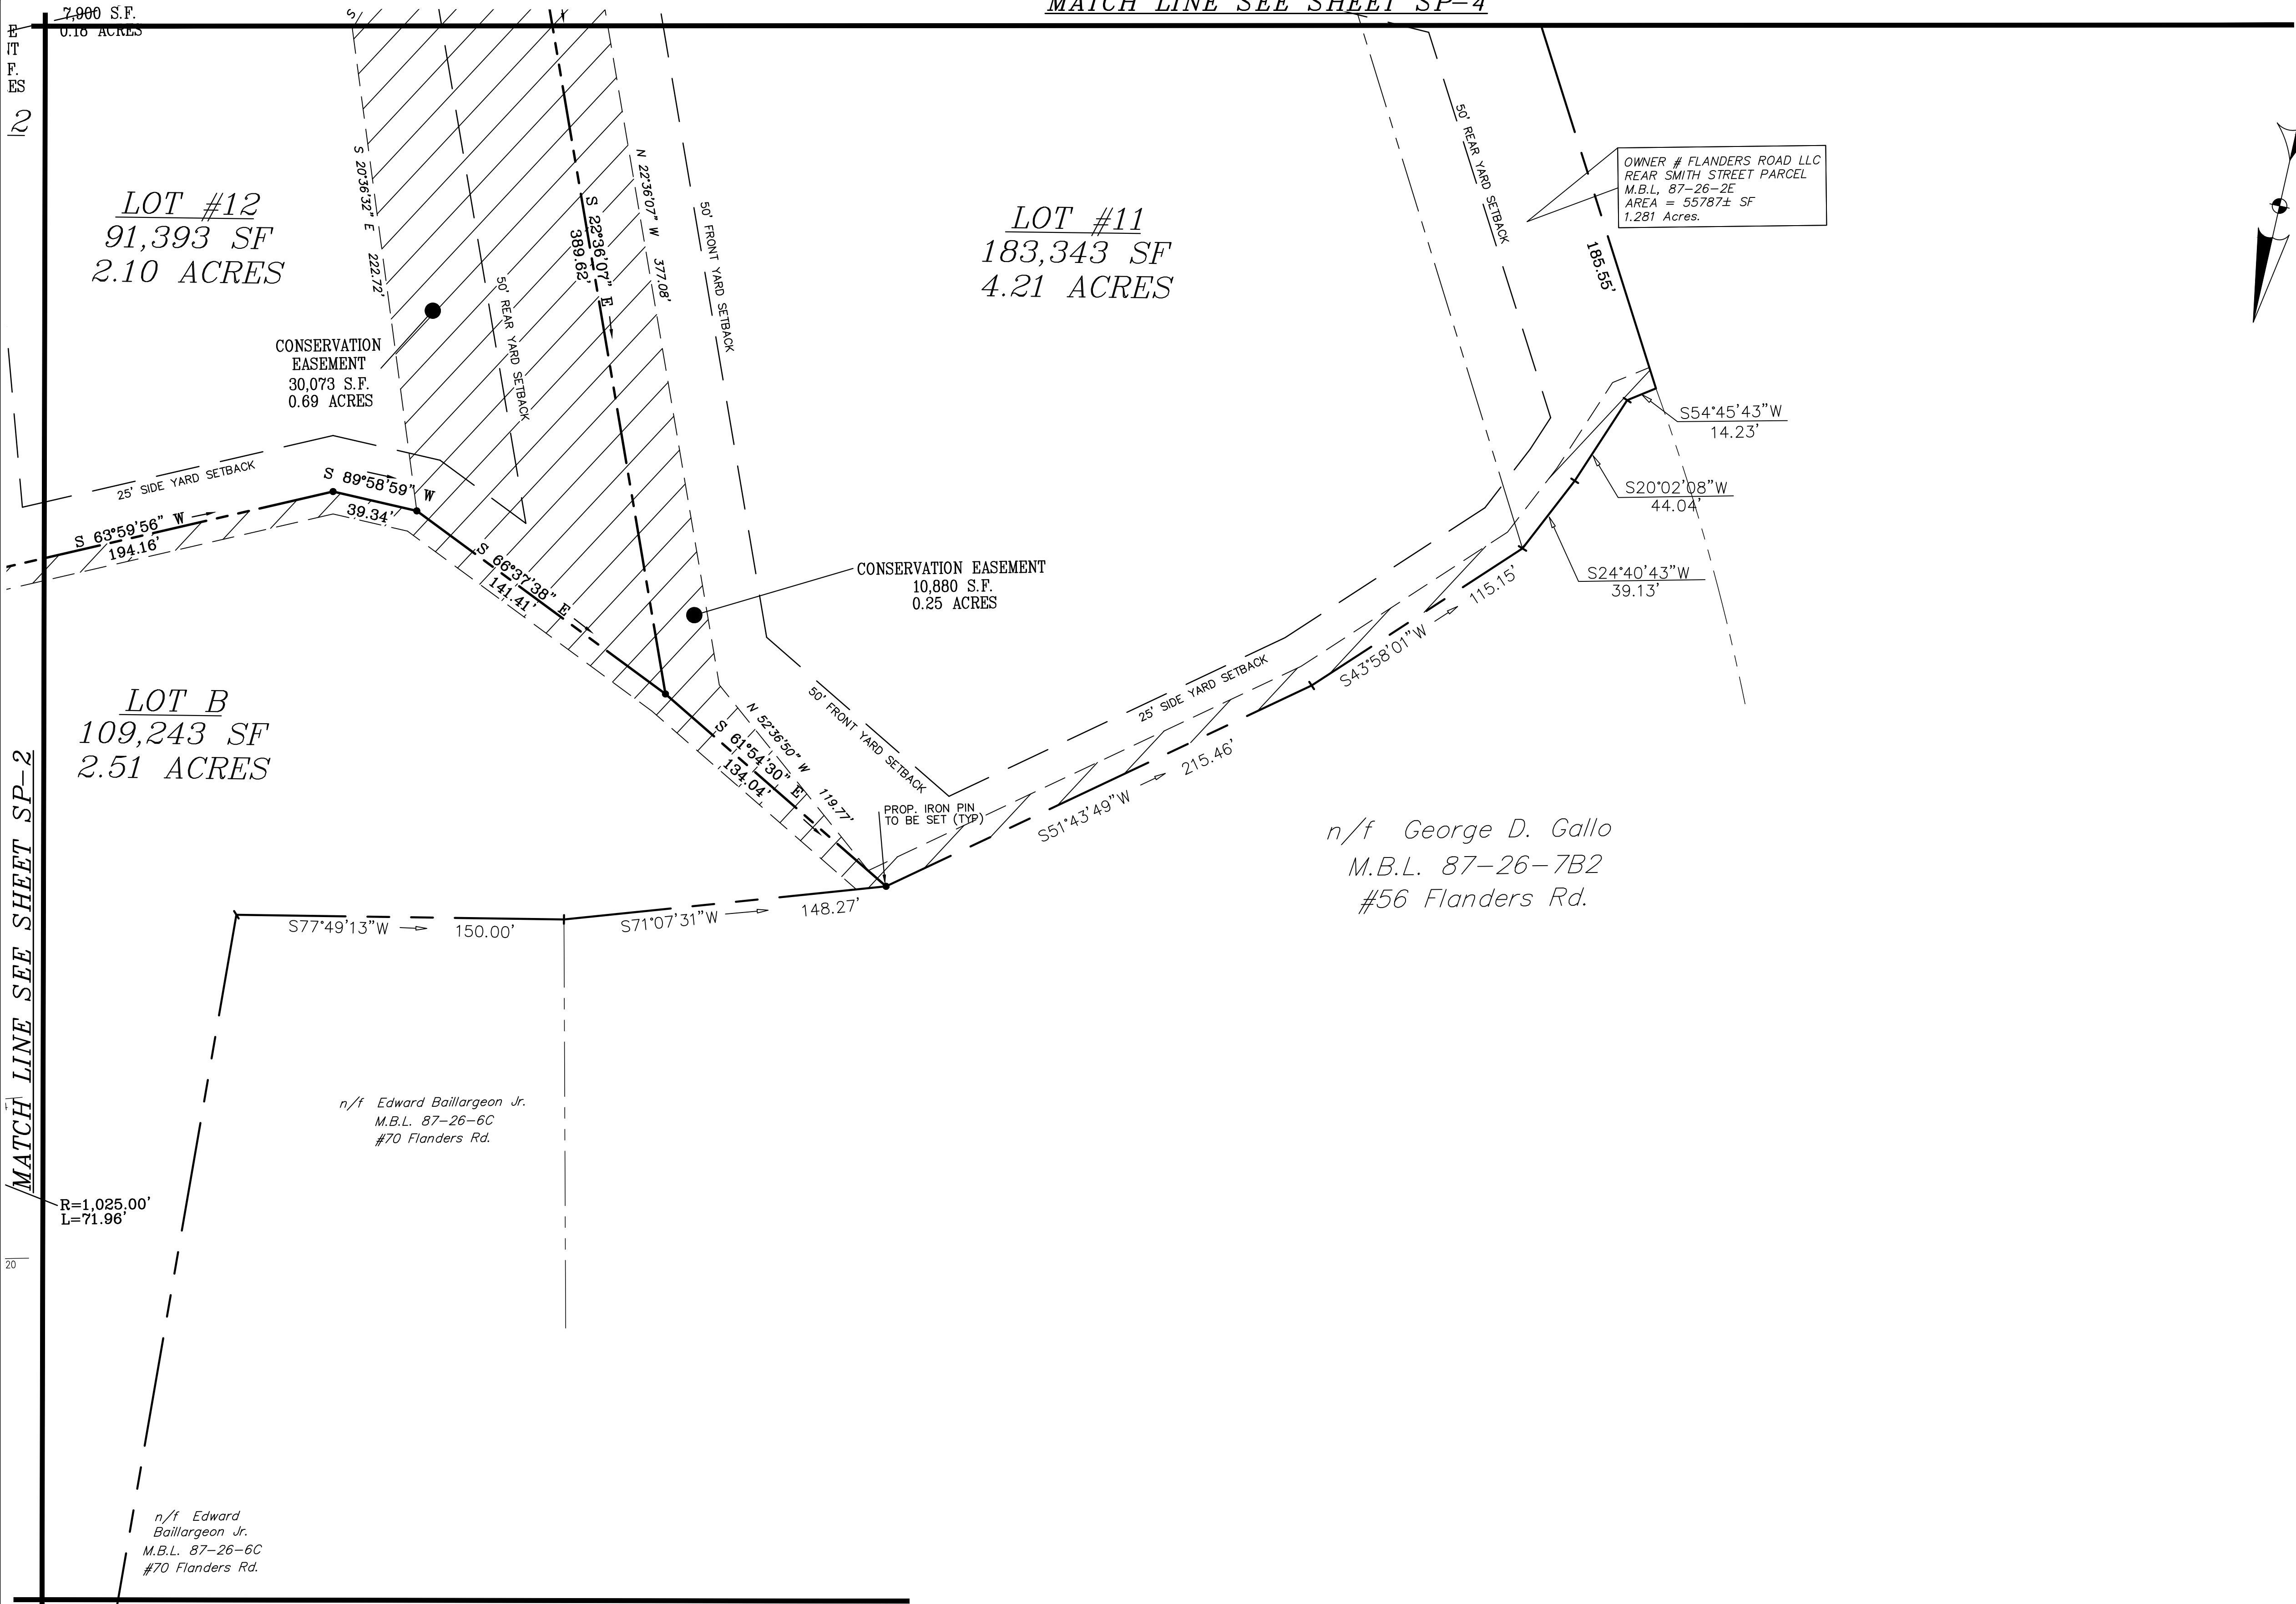 MATCH LINE SEE SHEET SP-4
7,900 S.F.
0.18 ACRES
E
F.
ES
2
LOT #12
91,393 SF
2.10 ACRES
S 20°36'32" E 222.72'
CONSERVATION
EASEMENT
30,073 S.F.
0.69 ACRES
50' REAR YARD SETBACK
S 22°36'07" E
389.62'
N 22°36'07" W 377.08'
50' FRONT YARD SETBACK
LOT #11
183,343 SF
4.21 ACRES
50' REAR YARD SETBACK
OWNER # FLANDERS ROAD LLC
REAR SMITH STREET PARCEL
M.B.L, 87-26-2E
AREA = 55787± SF
1.281 Acres.
185.55'
S54°45'43"W
14.23'
S20°02'08"W
44.04'
S24°40'43"W
39.13'
25' SIDE YARD SETBACK
S 89°58'59" W
39.34'
S 63°59'56" W
194.16'
S 66°37'38" E
141.41'
CONSERVATION EASEMENT
10,880 S.F.
0.25 ACRES
S43°58'01"W 115.15'
25' SIDE YARD SETBACK
S51°43'49"W 215.46'
50' FRONT YARD SETBACK
N 52°36'50" W 119.77'
S 61°54'30" E
134.04'
PROP. IRON PIN
TO BE SET (TYP)
LOT B
109,243 SF
2.51 ACRES
n/f George D. Gallo
M.B.L. 87-26-7B2
#56 Flanders Rd.
S77°49'13"W 150.00'
S71°07'31"W 148.27'
MATCH LINE SEE SHEET SP-2
n/f Edward Baillargeon Jr.
M.B.L. 87-26-6C
#70 Flanders Rd.
R=1,025.00'
L=71.96'
20
n/f Edward
Baillargeon Jr.
M.B.L. 87-26-6C
#70 Flanders Rd.